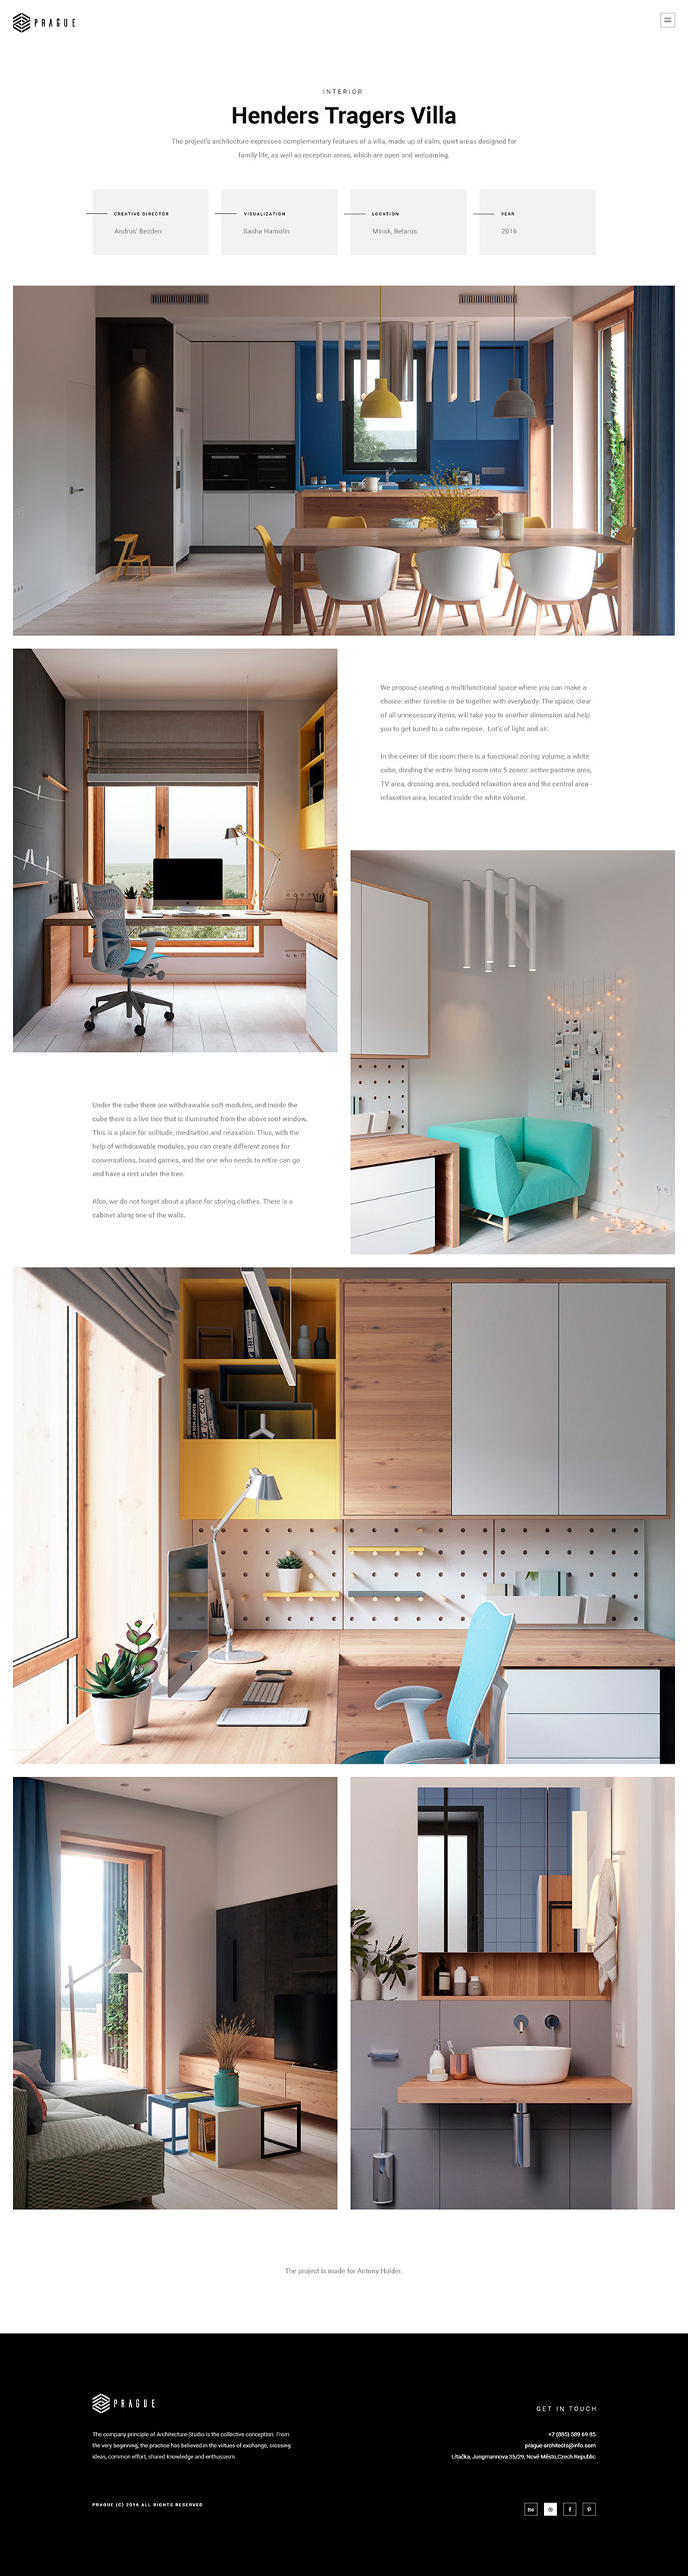 PRAGUE
INTERIOR
Henders Tragers Villa
The project's architecture expresses complementary features of a villa, made up of calm, quiet areas designed for
family life, as well as reception areas, which are open and welcoming.
CREATIVE DIRECTOR
Andrus' Bezden
VISUALIZATION
Sasha Hamolin
LOCATION
Minsk, Belarus
YEAR
2016
We propose creating a multifunctional space where you can make a
choice: either to retire or be together with everybody. The space, clear
of all unnecessary items, will take you to another dimension and help
you to get tuned to a calm repose. Lot's of light and air.
In the center of the room there is a functional zoning volume, a white
cube, dividing the entire living room into 5 zones: active pastime area,
TV area, dressing area, secluded relaxation area and the central area -
relaxation area, located inside the white volume.
Under the cube there are withdrawable soft modules, and inside the
cube there is a live tree that is illuminated from the above roof window.
This is a place for solitude, meditation and relaxation. Thus, with the
help of withdrawable modules, you can create different zones for
conversations, board games, and the one who needs to retire can go
and have a rest under the tree.
Also, we do not forget about a place for storing clothes. There is a
cabinet along one of the walls.
The project is made for Antony Holder.
PRAGUE
The company principle of Architecture-Studio is the collective conception. From
the very beginning, the practice has believed in the virtues of exchange, crossing
ideas, common effort, shared knowledge and enthusiasm.
GET IN TOUCH
+7 (885) 589 69 85
prague-architects@info.com
Lítačka, Jungmannova 35/29, Nové Město,Czech Republic
PRAGUE (C) 2016 ALL RIGHTS RESERVED